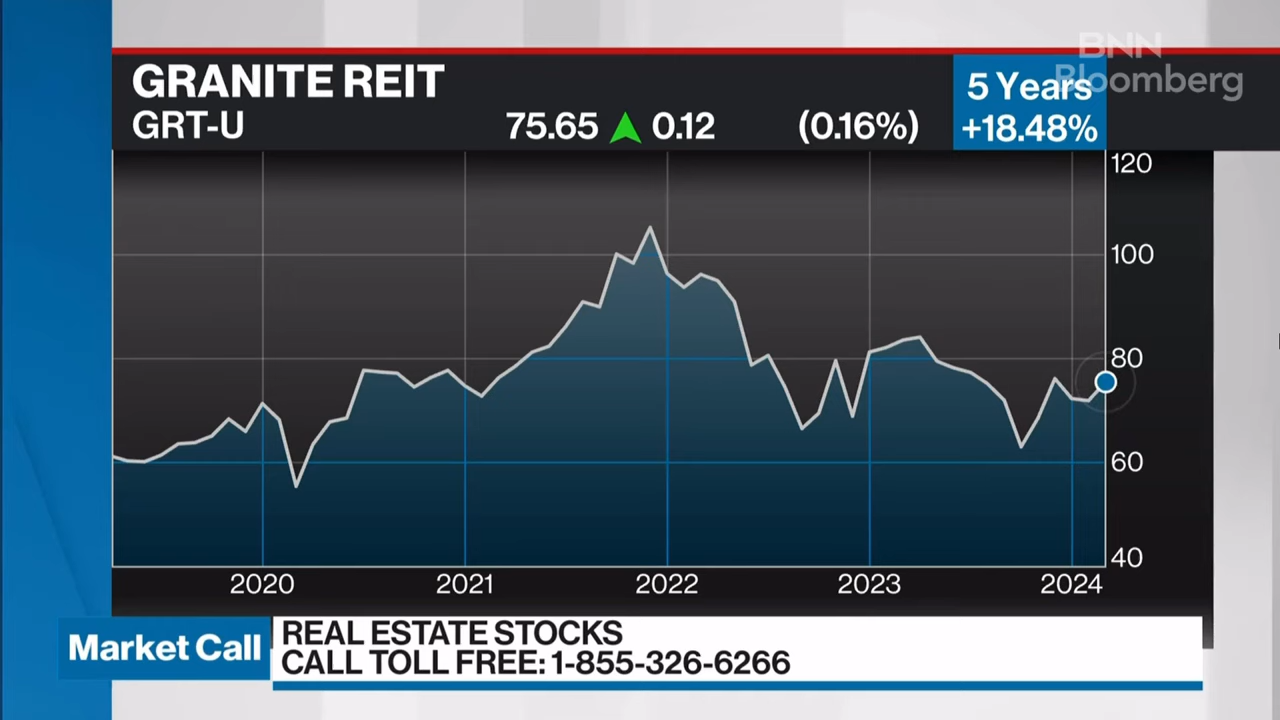 BNN
Bloomberg
GRANITE REIT
GRT-U
75.65 0.12 (0.16%)
5 Years
+18.48%
120
100
80
60
40
2020 2021 2022 2023 2024
Market Call
REAL ESTATE STOCKS
CALL TOLL FREE: 1-855-326-6266